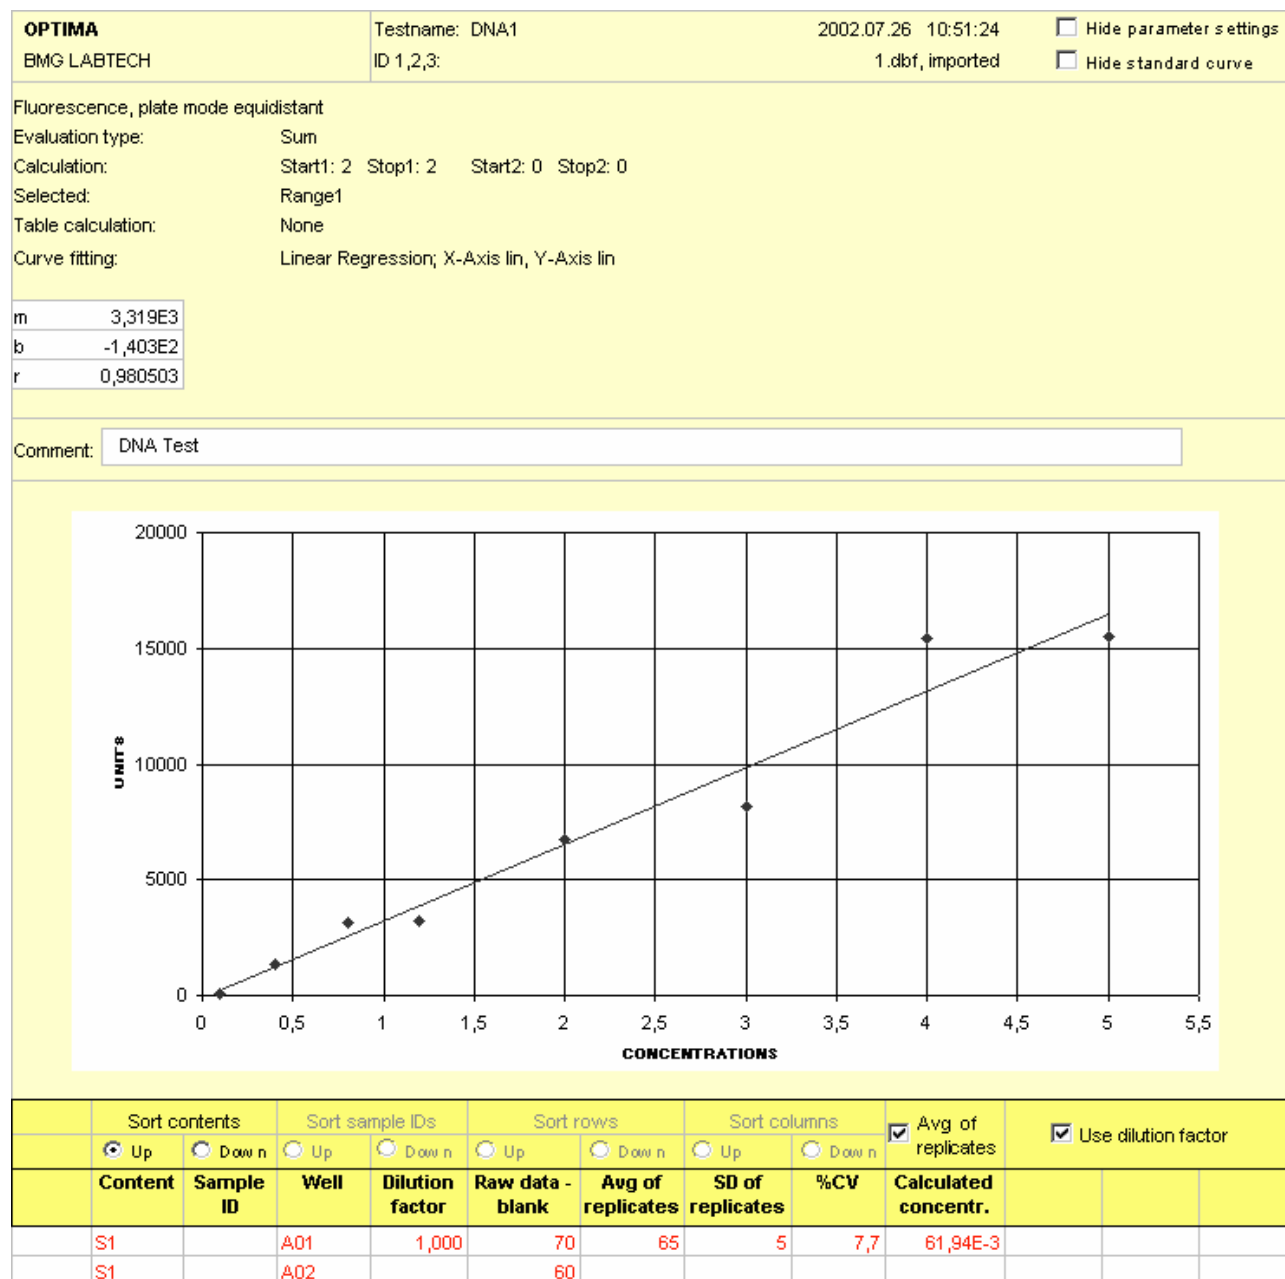 OPTIMA Testname: DNA1 2002.07.26 10:51:24 Hide parameter settings
BMG LABTECH ID 1,2,3: 1.dbf, imported Hide standard curve
Fluorescence, plate mode equidistant
Evaluation type: Sum
Calculation: Start1: 2 Stop1: 2 Start2: 0 Stop2: 0
Selected: Range1
Table calculation: None
Curve fitting: Linear Regression; X-Axis lin, Y-Axis lin
m 3,319E3
b -1,403E2
r 0,980503
Comment: DNA Test
20000
15000
UNITS
10000
5000
0
0 0,5 1 1,5 2 2,5 3 3,5 4 4,5 5 5,5
CONCENTRATIONS
Sort contents Sort sample IDs Sort rows Sort columns Avg of replicates Use dilution factor
Up Down Up Down Up Down Up Down
Content Sample ID Well Dilution factor Raw data - blank Avg of replicates SD of replicates %CV Calculated concentr.
S1 A01 1,000 70 65 5 7,7 61,94E-3
S1 A02 60